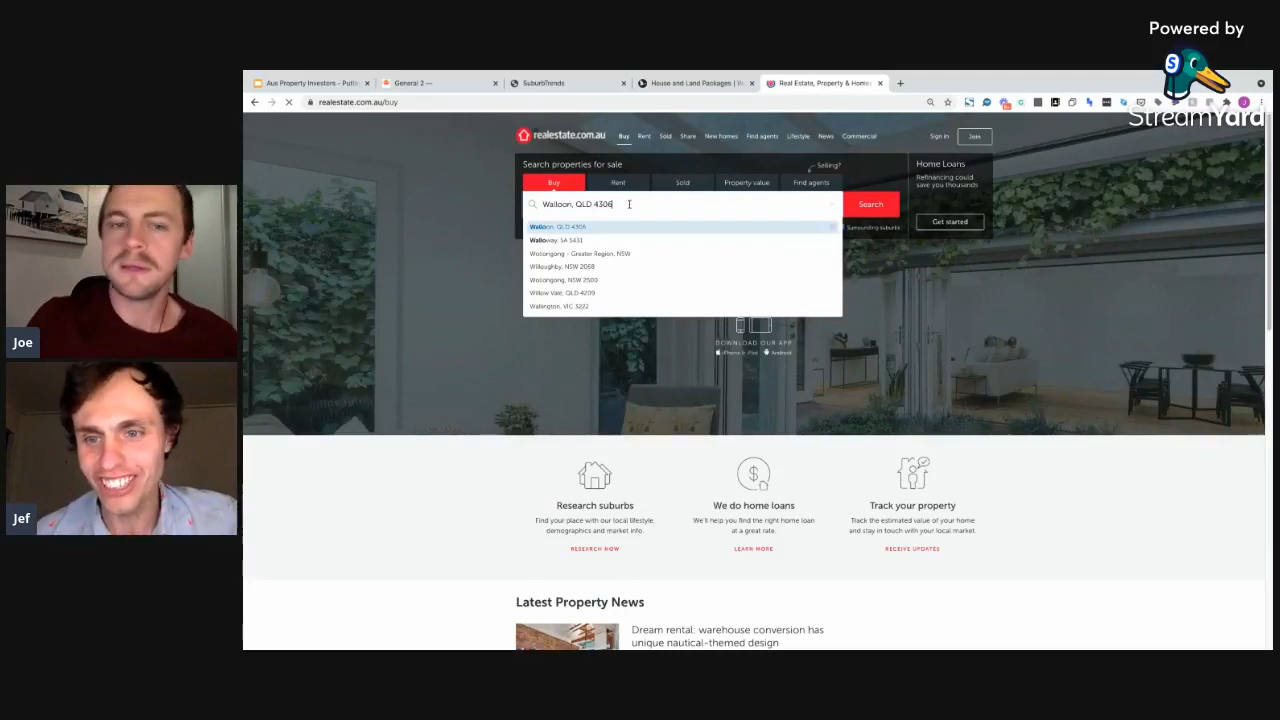 Powered by
S
StreamYard
Aus Property Investors - Putti
General 2 —
SuburbTrends
House and Land Packages | W
Real Estate, Property & Home
realestate.com.au/buy
realestate.com.au
Buy
Rent
Sold
Share
New homes
Find agents
Lifestyle
News
Commercial
Sign in
Join
Search properties for sale
Selling?
Buy
Rent
Sold
Property value
Find agents
Walloon, QLD 4306
Search
Surrounding suburbs
Walloon, QLD 4306
Walloway, SA 5431
Wollongong - Greater Region, NSW
Willoughby, NSW 2068
Wollongong, NSW 2500
Willow Vale, QLD 4209
Wallington, VIC 3222
Home Loans
Refinancing could
save you thousands
Get started
DOWNLOAD OUR APP
iPhone & iPad
Android
Joe
Jef
Research suburbs
Find your place with our local lifestyle,
demographics and market info.
RESEARCH NOW
We do home loans
We'll help you find the right home loan
at a great rate.
LEARN MORE
Track your property
Track the estimated value of your home
and stay in touch with your local market.
RECEIVE UPDATES
Latest Property News
Dream rental: warehouse conversion has
unique nautical-themed design